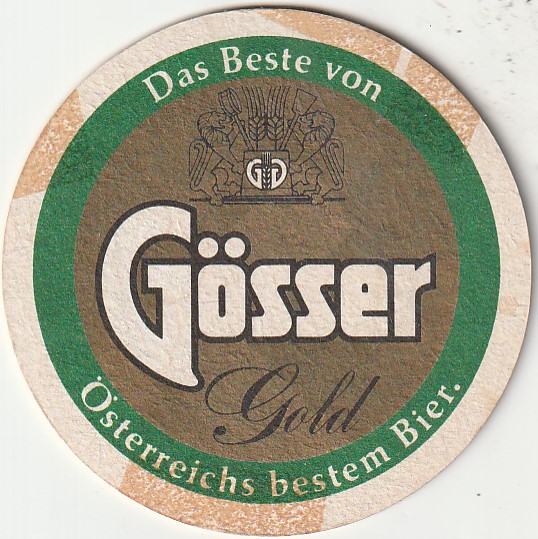 Das Beste von
Gösser
Gold
Österreichs bestem Bier.